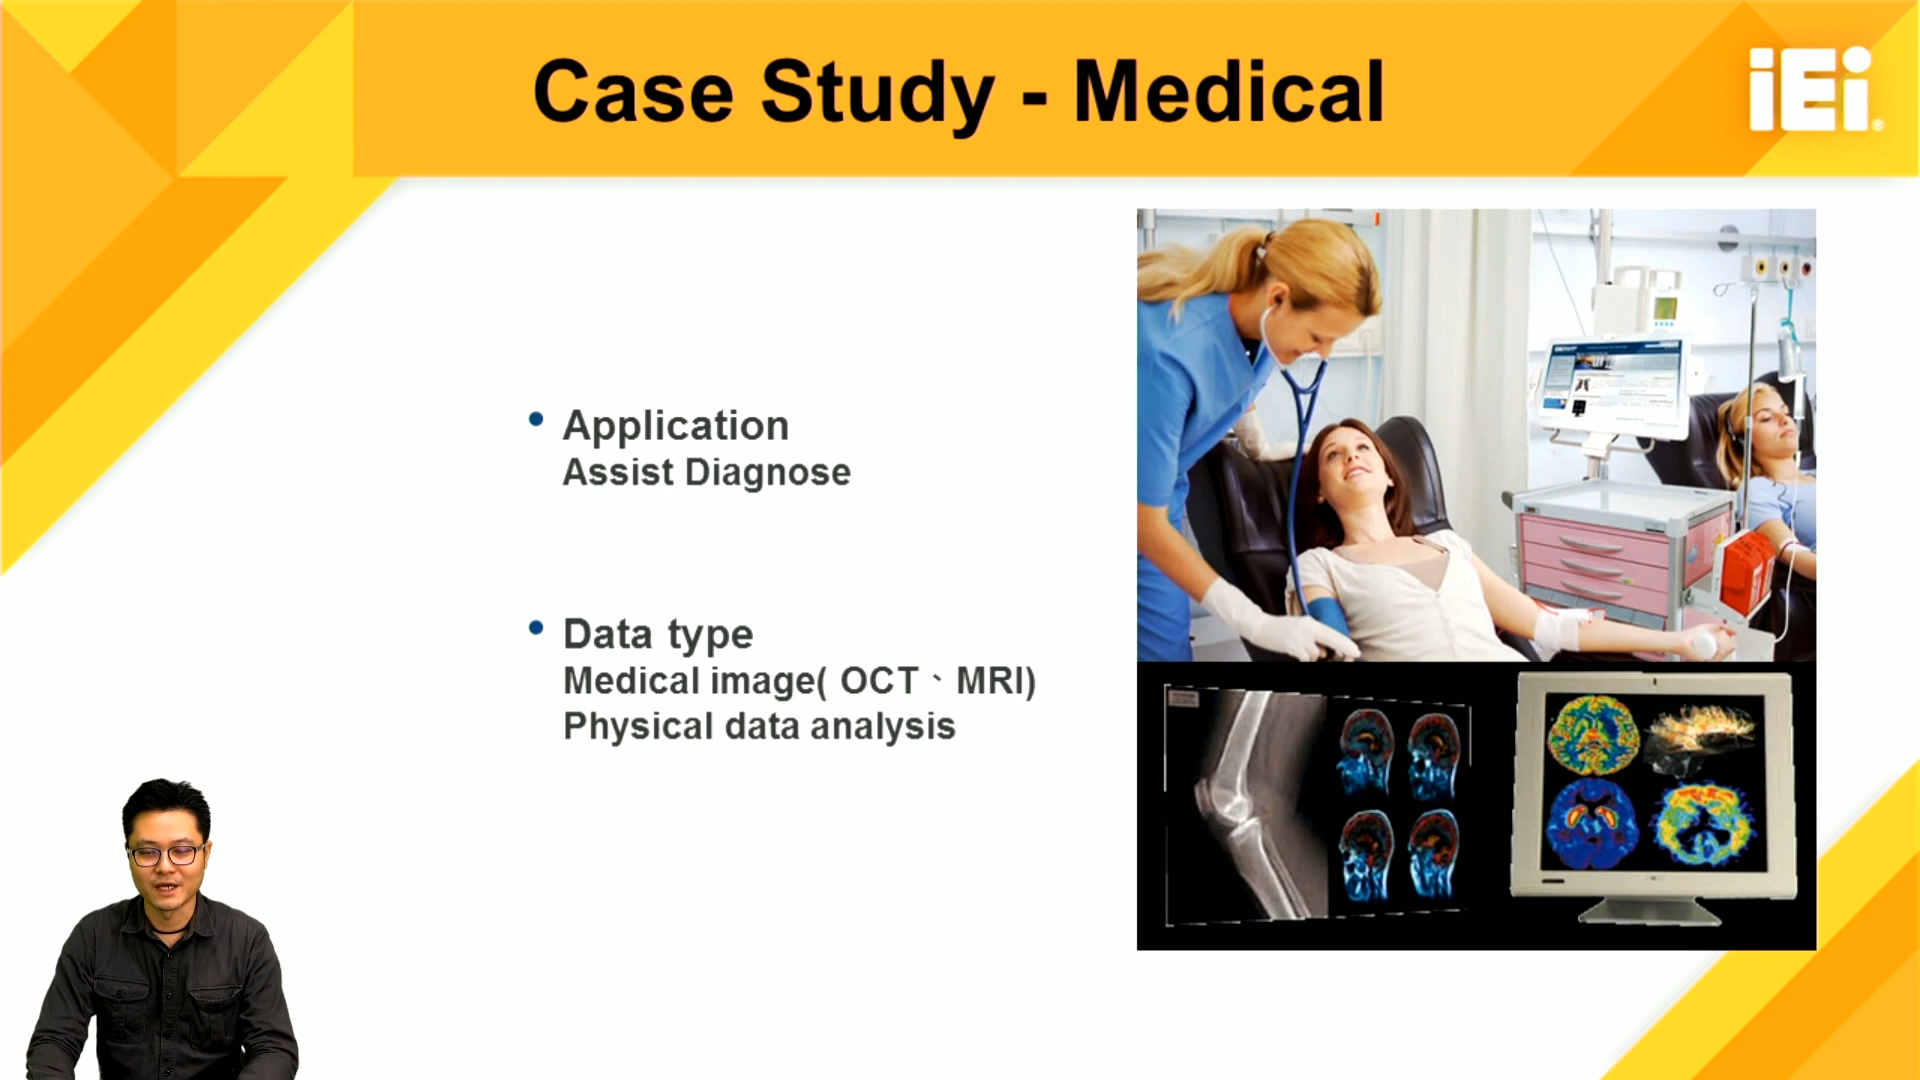 Case Study - Medical
iEi
Application
Assist Diagnose
Data type
Medical image( OCT、MRI)
Physical data analysis